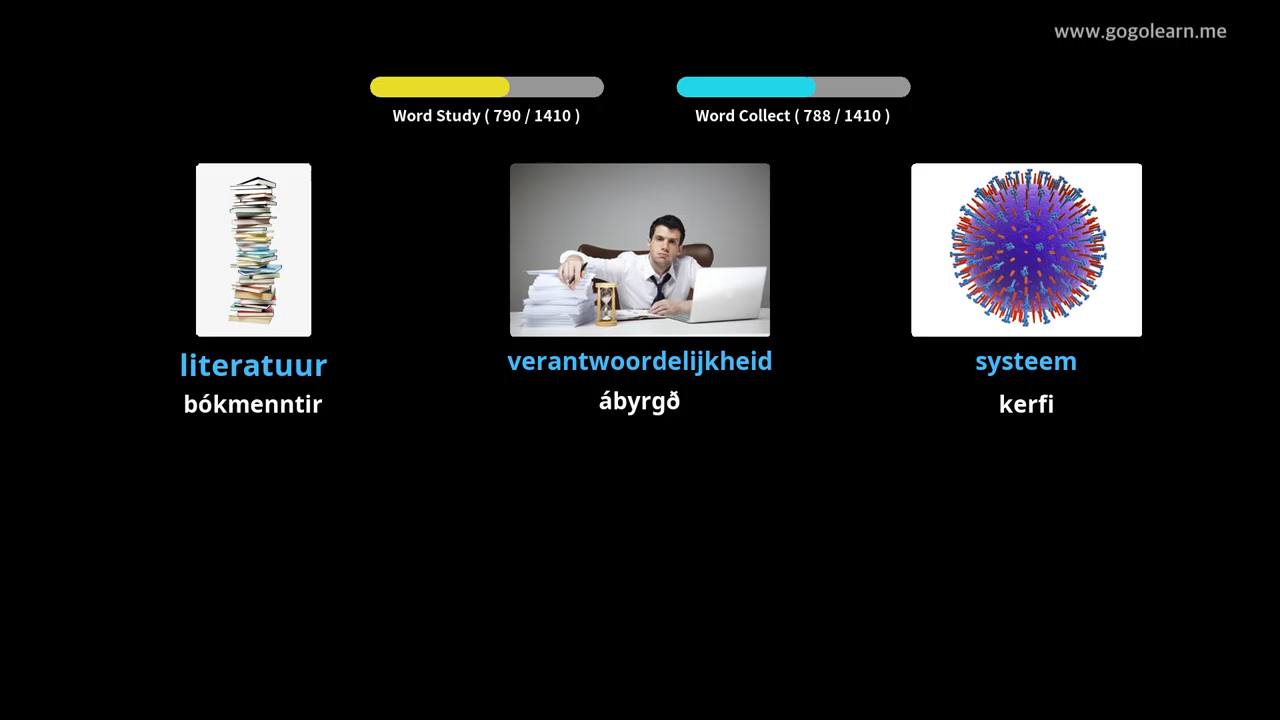 www.gogolearn.me
Word Study ( 790 / 1410 )
Word Collect ( 788 / 1410 )
literatuur
verantwoordelijkheid
systeem
bókmenntir
ábyrgð
kerfi